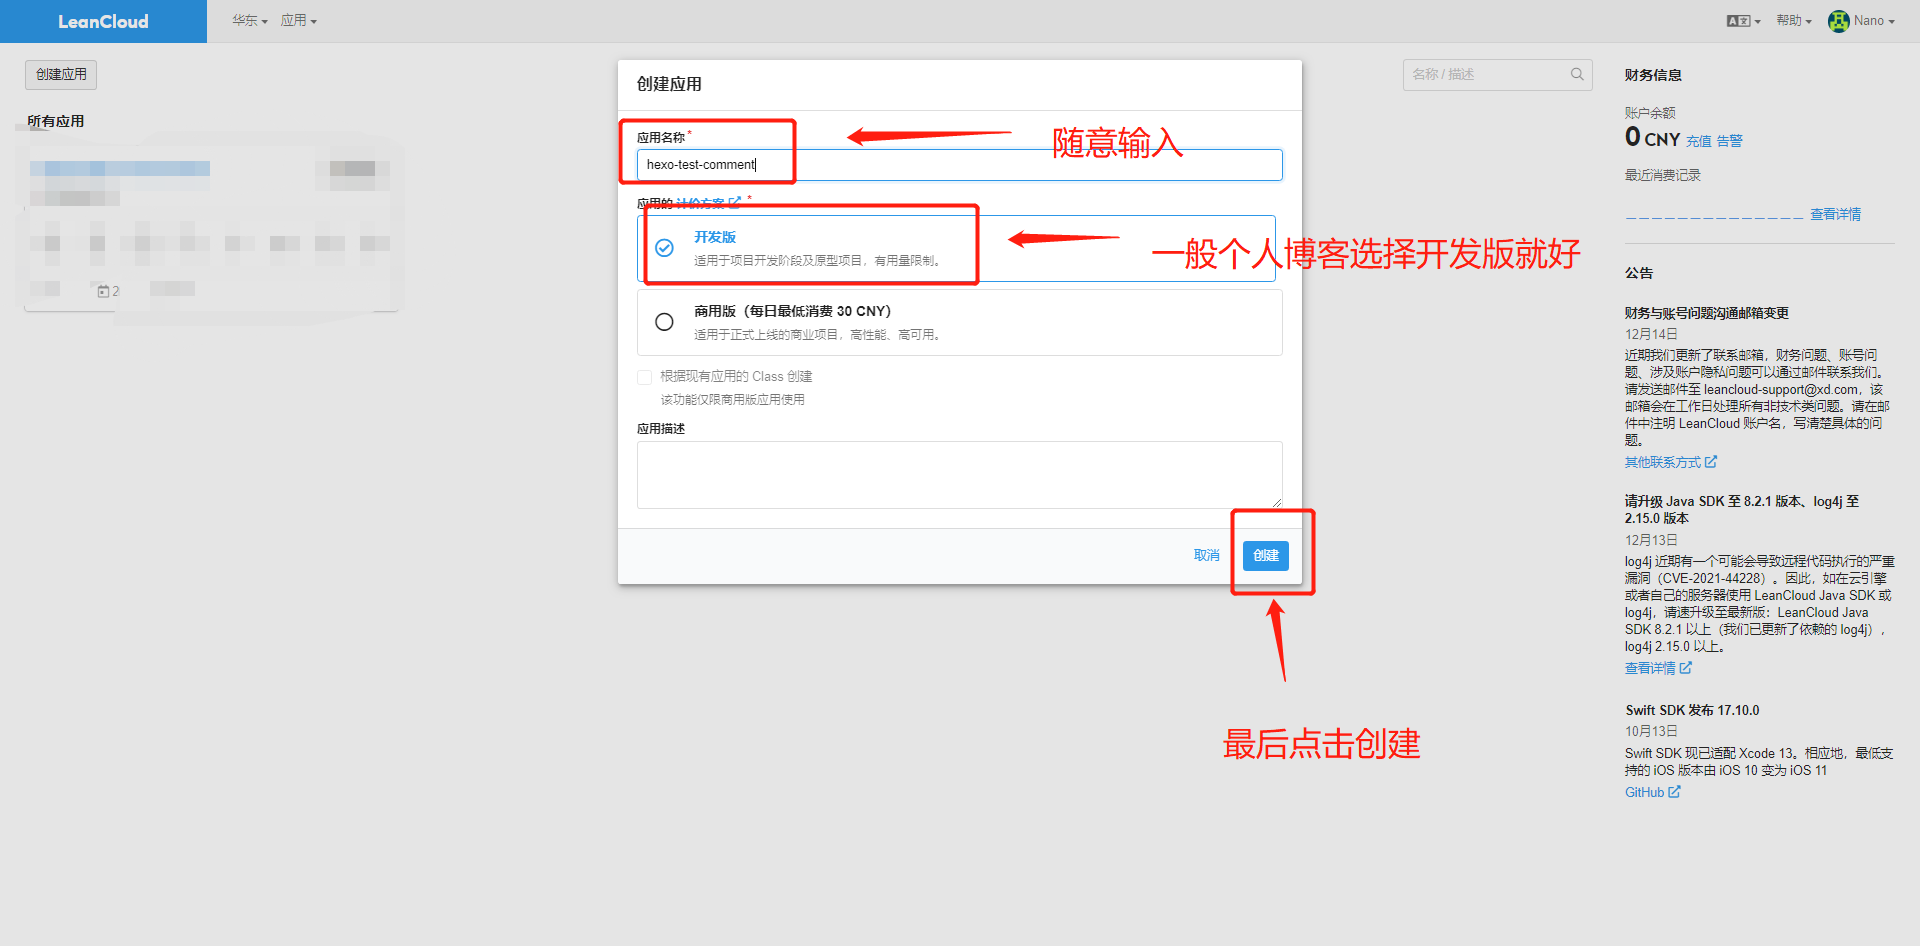 LeanCloud
华东
应用
A文
帮助
Nano
创建应用
所有应用
2
创建应用
应用名称*
hexo-test-comment
随意输入
应用的 计价方案 *
开发版
适用于项目开发阶段及原型项目，有用量限制。
一般个人博客选择开发版就好
商用版（每日最低消费 30 CNY）
适用于正式上线的商业项目，高性能、高可用。
根据现有应用的 Class 创建
该功能仅限商用版应用使用
应用描述
取消
创建
最后点击创建
名称 / 描述
财务信息
账户余额
0 CNY 充值 告警
最近消费记录
查看详情
公告
财务与账号问题沟通邮箱变更
12月14日
近期我们更新了联系邮箱，财务问题、账号问
题、涉及账户隐私问题可以通过邮件联系我们。
请发送邮件至 leancloud-support@xd.com，该
邮箱会在工作日处理所有非技术类问题。请在邮
件中注明 LeanCloud 账户名，写清楚具体的问
题。
其他联系方式
请升级 Java SDK 至 8.2.1 版本、log4j 至
2.15.0 版本
12月13日
log4j 近期有一个可能会导致远程代码执行的严重
漏洞（CVE-2021-44228）。因此，如在云引擎
或者自己的服务器使用 LeanCloud Java SDK 或
log4j，请速升级至最新版：LeanCloud Java
SDK 8.2.1 以上（我们已更新了依赖的 log4j），
log4j 2.15.0 以上。
查看详情
Swift SDK 发布 17.10.0
10月13日
Swift SDK 现已适配 Xcode 13。相应地，最低支
持的 iOS 版本由 iOS 10 变为 iOS 11
GitHub